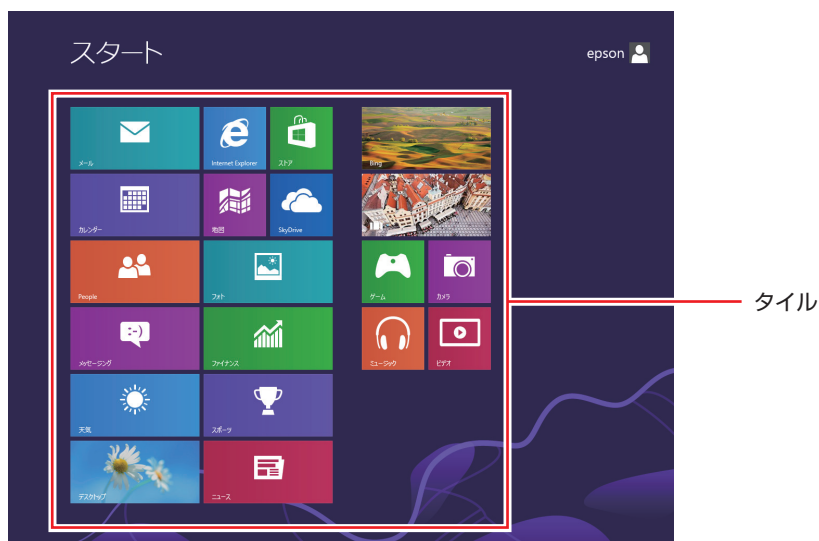 スタート
epson
メール
Internet Explorer
ストア
Bing
カレンダー
地図
SkyDrive
People
フォト
ゲーム
カメラ
メッセージング
ファイナンス
ミュージック
ビデオ
天気
スポーツ
デスクトップ
ニュース
タイル